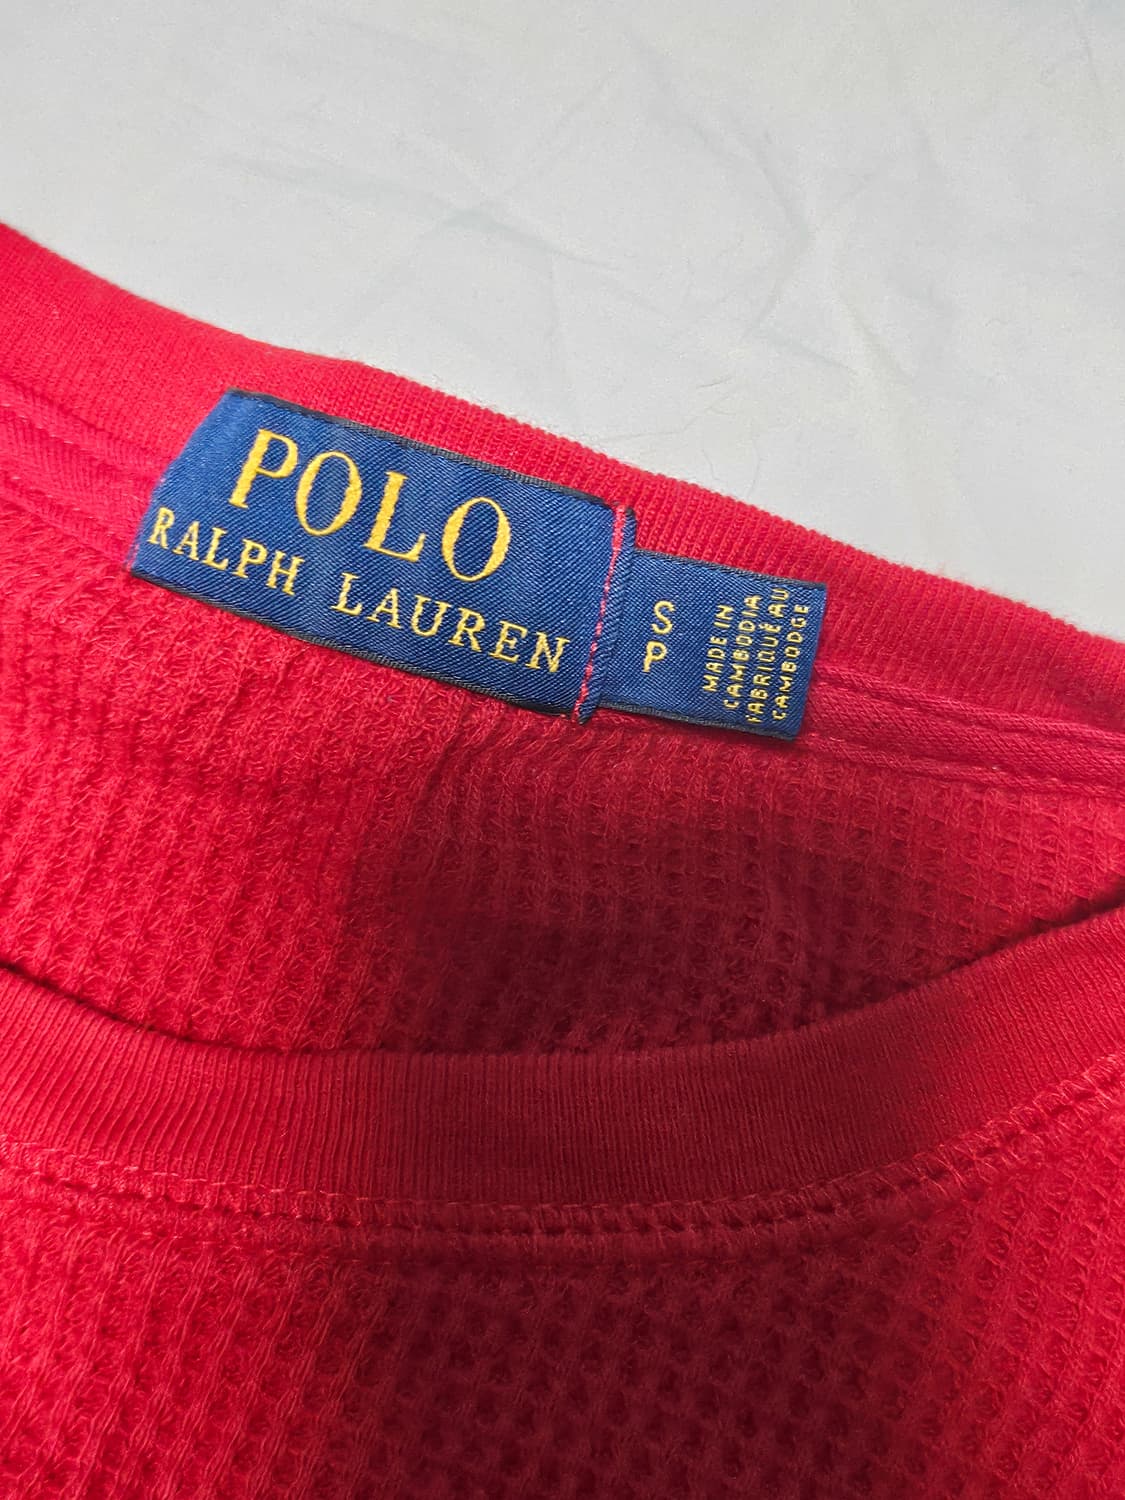 POLO
RALPH LAUREN
S
P
MADE IN
CAMBODIA
FABRIQUÉ AU
CAMBODGE